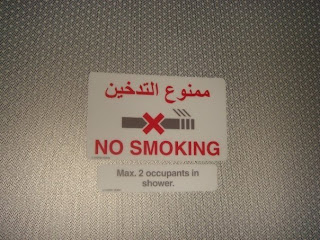 ممنوع التدخين
NO SMOKING
Max. 2 occupants in
shower.